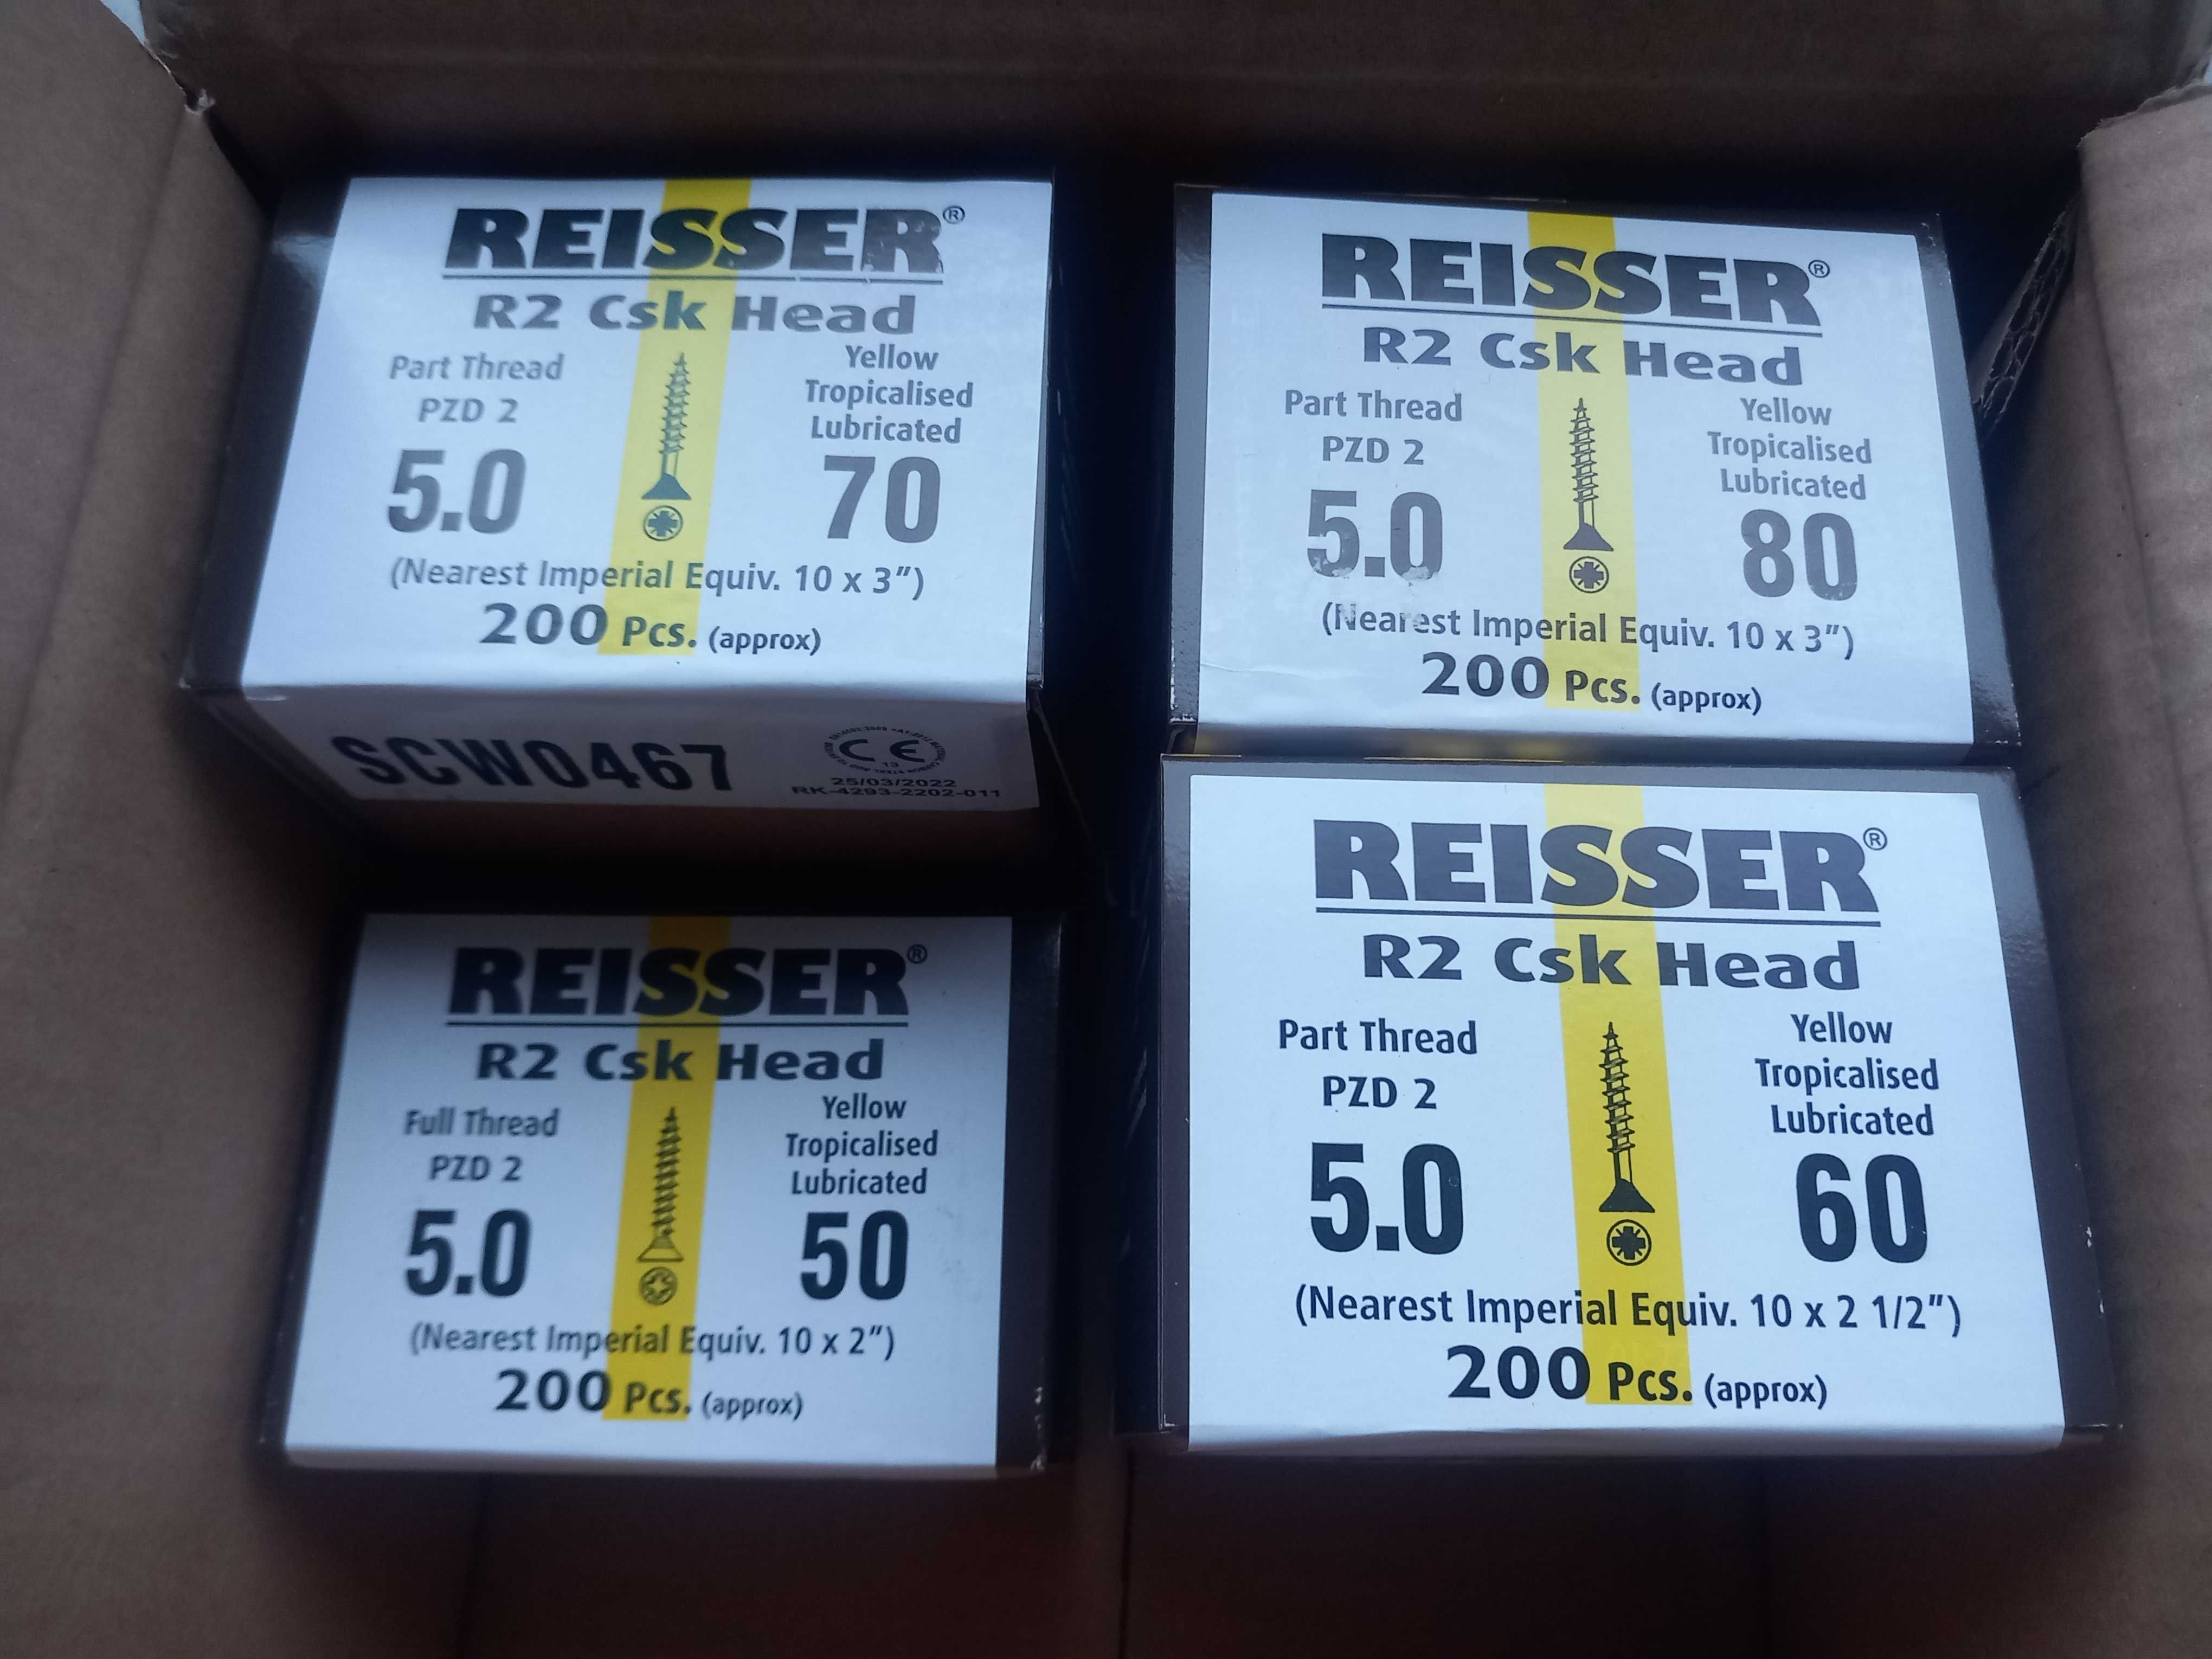 REISSER®
R2 Csk Head
Part Thread
PZD 2
Yellow
Tropicalised
Lubricated
5.0
70
(Nearest Imperial Equiv. 10 x 3")
200 Pcs. (approx)
SCW0467
CE
13
25/03/2022
RK-4293-2202-011
REISSER®
R2 Csk Head
Part Thread
PZD 2
Yellow
Tropicalised
Lubricated
5.0
80
(Nearest Imperial Equiv. 10 x 3")
200 Pcs. (approx)
REISSER®
R2 Csk Head
Full Thread
PZD 2
Yellow
Tropicalised
Lubricated
5.0
50
(Nearest Imperial Equiv. 10 x 2")
200 Pcs. (approx)
REISSER®
R2 Csk Head
Part Thread
PZD 2
Yellow
Tropicalised
Lubricated
5.0
60
(Nearest Imperial Equiv. 10 x 2 1/2")
200 Pcs. (approx)